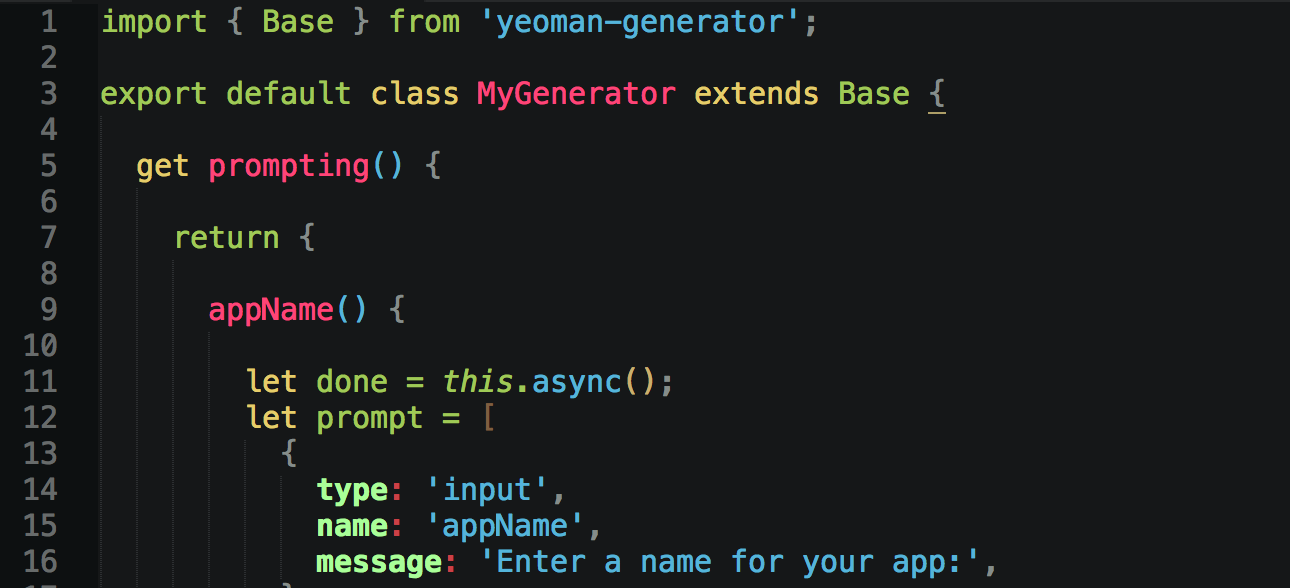 1 import { Base } from 'yeoman-generator';
2
3 export default class MyGenerator extends Base {
4
5 get prompting() {
6
7 return {
8
9 appName() {
10
11 let done = this.async();
12 let prompt = [
13 {
14 type: 'input',
15 name: 'appName',
16 message: 'Enter a name for your app:',